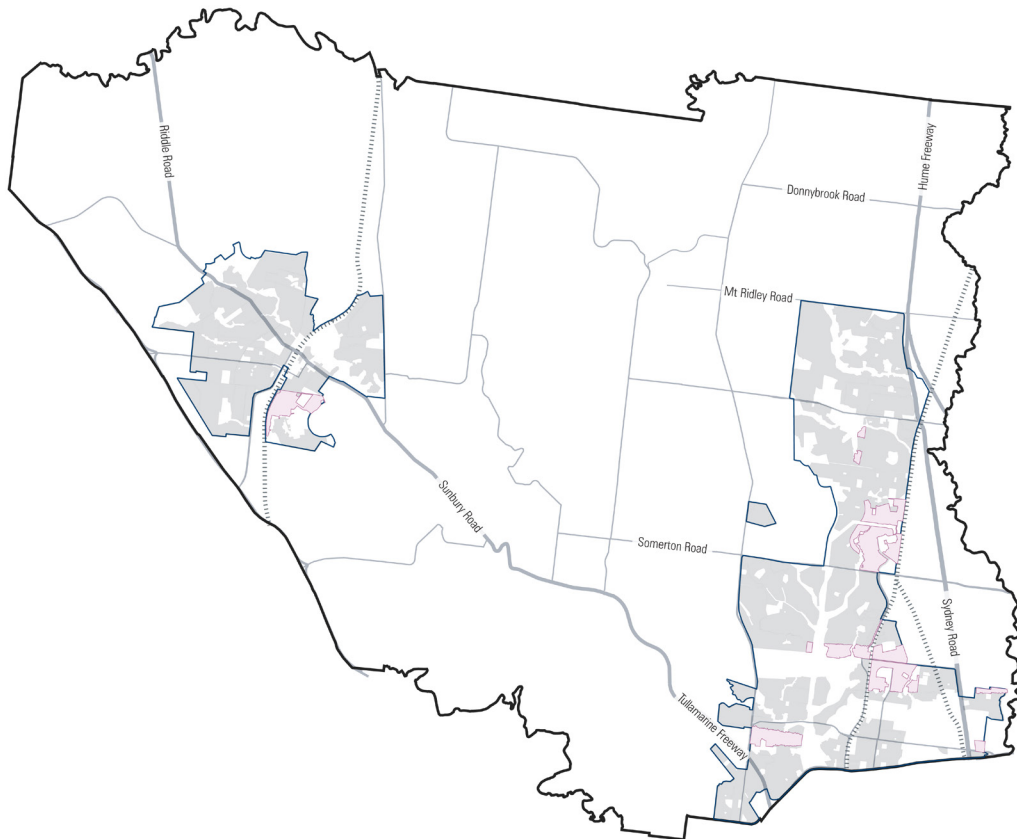 Riddle Road
Hume Freeway
Donnybrook Road
Mt Ridley Road
Sunbury Road
Somerton Road
Sydney Road
Tullamarine Freeway